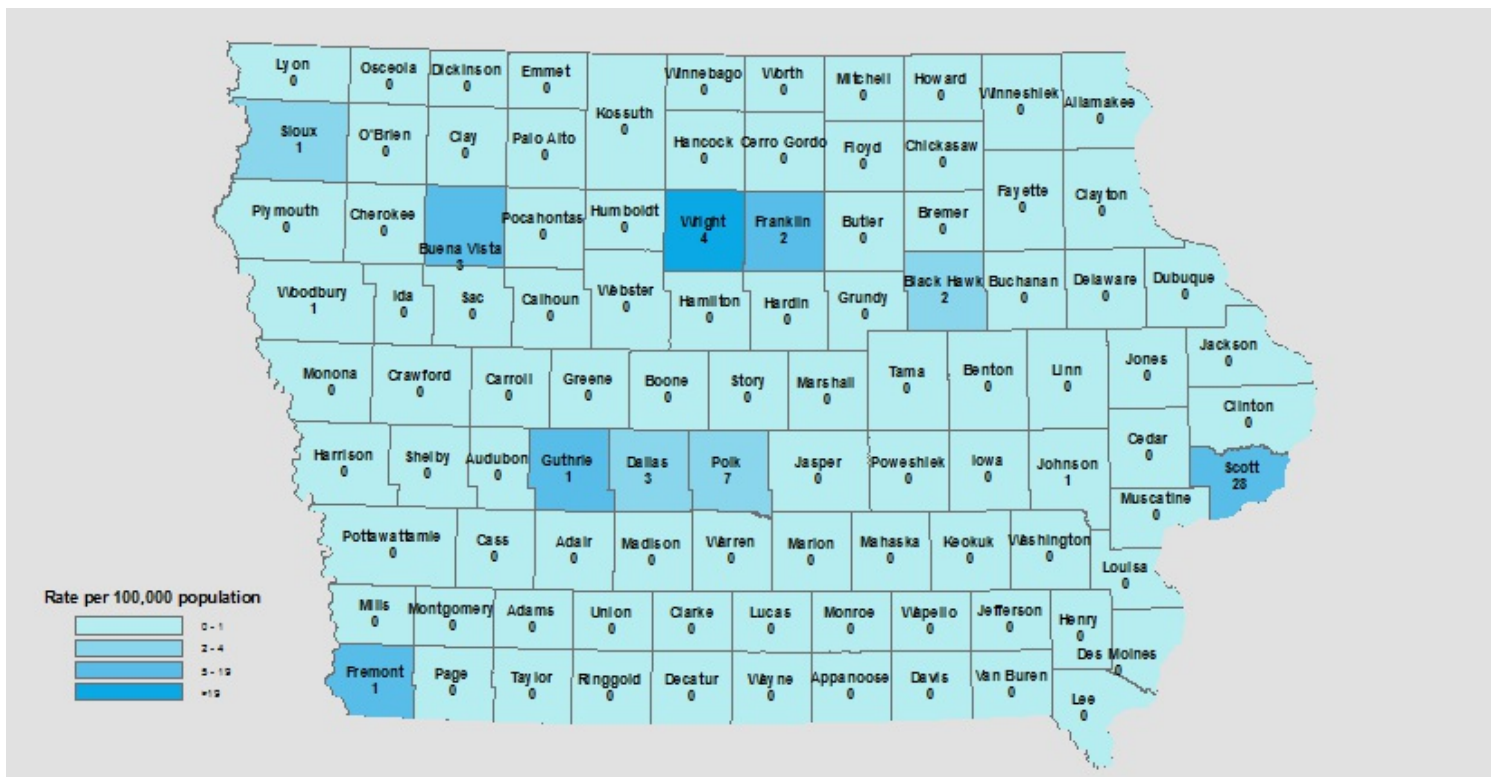 Lyon
0
Osceola
0
Dickinson
0
Emmet
0
Kossuth
0
Winnebago
0
Worth
0
Mitchell
0
Howard
0
Winneshiek
0
Allamakee
0
Sioux
1
O'Brien
0
Clay
0
Palo Alto
0
Hancock
0
Cerro Gordo
0
Floyd
0
Chickasaw
0
Plymouth
0
Cherokee
0
Buena Vista
3
Pocahontas
0
Humboldt
0
Wright
4
Franklin
2
Butler
0
Bremer
0
Fayette
0
Clayton
0
Woodbury
1
Ida
0
Sac
0
Calhoun
0
Webster
0
Hamilton
0
Hardin
0
Grundy
0
Black Hawk
2
Buchanan
0
Delaware
0
Dubuque
0
Monona
0
Crawford
0
Carroll
0
Greene
0
Boone
0
Story
0
Marshall
0
Tama
0
Benton
0
Linn
0
Jones
0
Jackson
0
Clinton
0
Harrison
0
Shelby
0
Audubon
0
Guthrie
1
Dallas
3
Polk
7
Jasper
0
Poweshiek
0
Iowa
0
Johnson
1
Cedar
0
Scott
28
Muscatine
0
Pottawattamie
0
Cass
0
Adair
0
Madison
0
Warren
0
Marion
0
Mahaska
0
Keokuk
0
Washington
0
Louisa
0
Mills
0
Montgomery
0
Adams
0
Union
0
Clarke
0
Lucas
0
Monroe
0
Wapello
0
Jefferson
0
Henry
0
Des Moines
0
Fremont
1
Page
0
Taylor
0
Ringgold
0
Decatur
0
Wayne
0
Appanoose
0
Davis
0
Van Buren
0
Lee
0
Rate per 100,000 population
0 - 1
2 - 4
5 - 19
>19